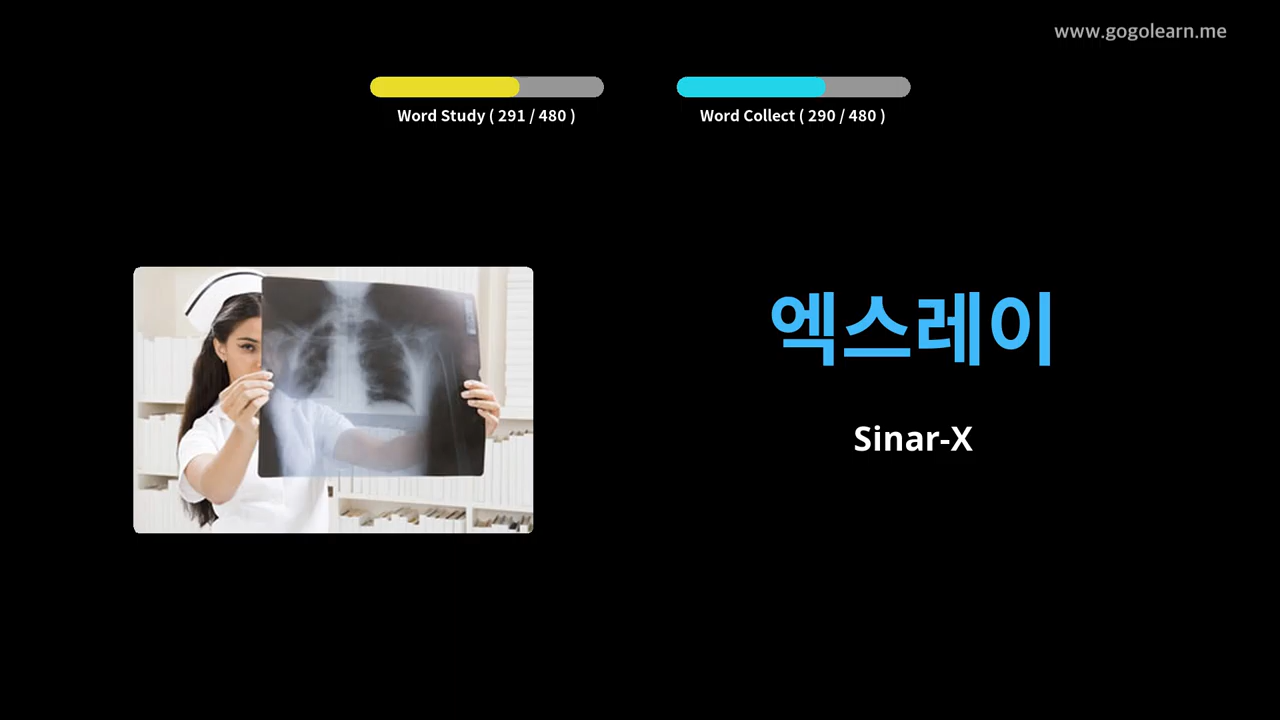 www.gogolearn.me
Word Study ( 291 / 480 )
Word Collect ( 290 / 480 )
엑스레이
Sinar-X